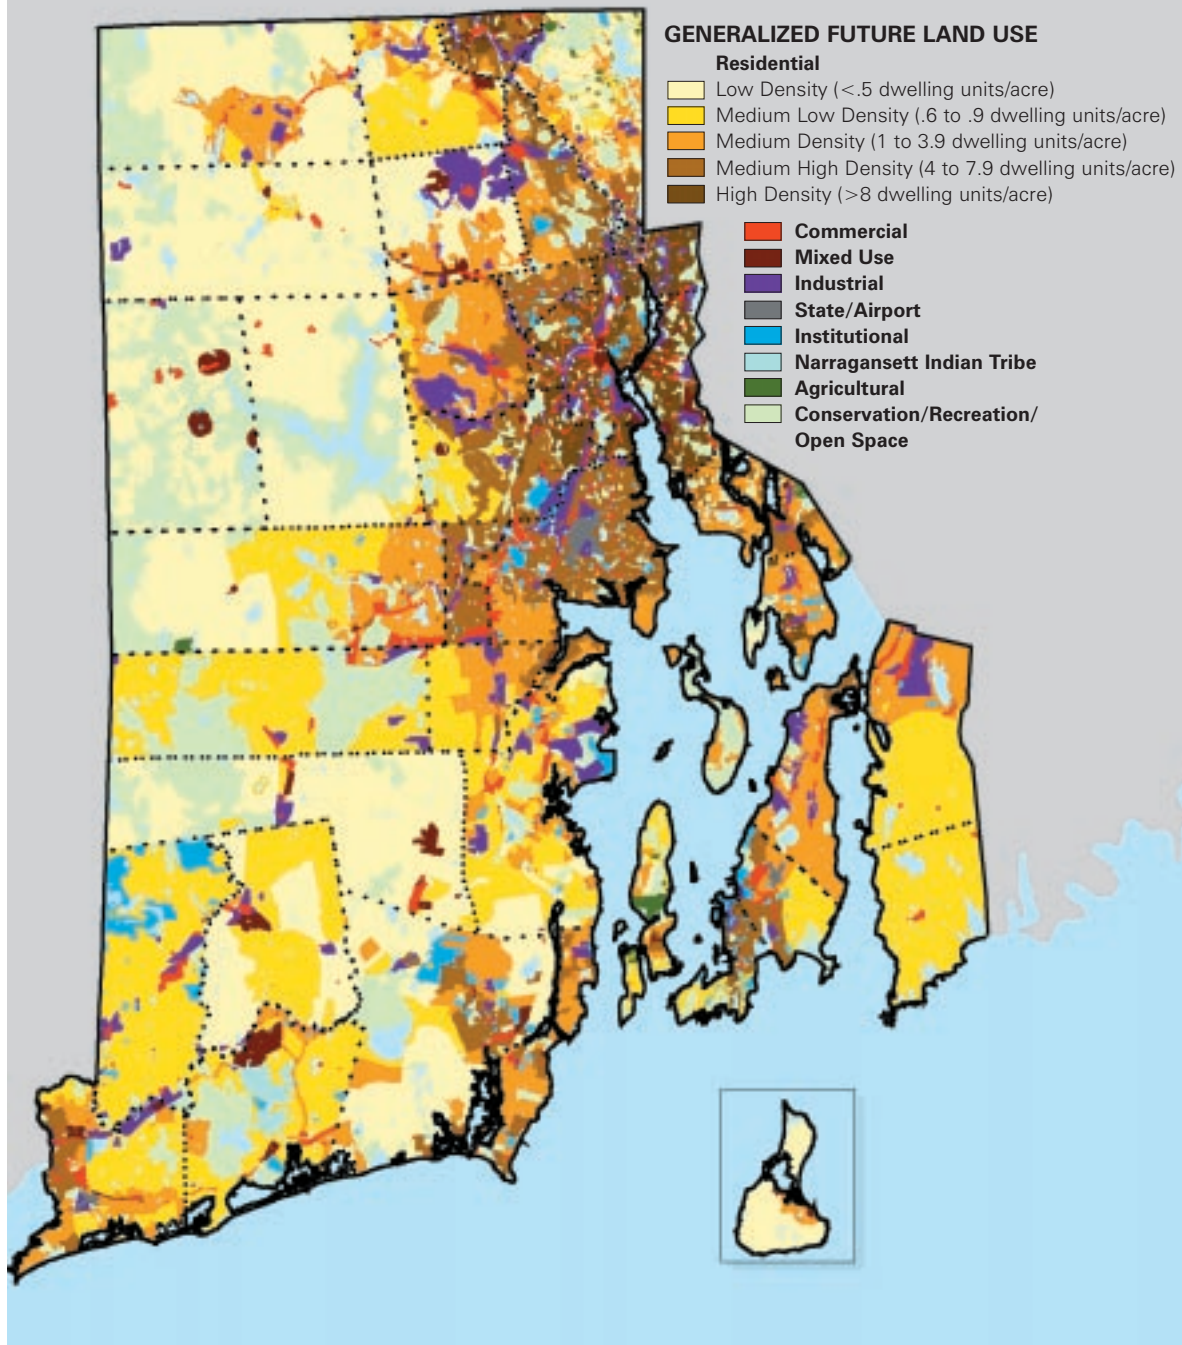 GENERALIZED FUTURE LAND USE
Residential
Low Density (<.5 dwelling units/acre)
Medium Low Density (.6 to .9 dwelling units/acre)
Medium Density (1 to 3.9 dwelling units/acre)
Medium High Density (4 to 7.9 dwelling units/acre)
High Density (>8 dwelling units/acre)
Commercial
Mixed Use
Industrial
State/Airport
Institutional
Narragansett Indian Tribe
Agricultural
Conservation/Recreation/
Open Space